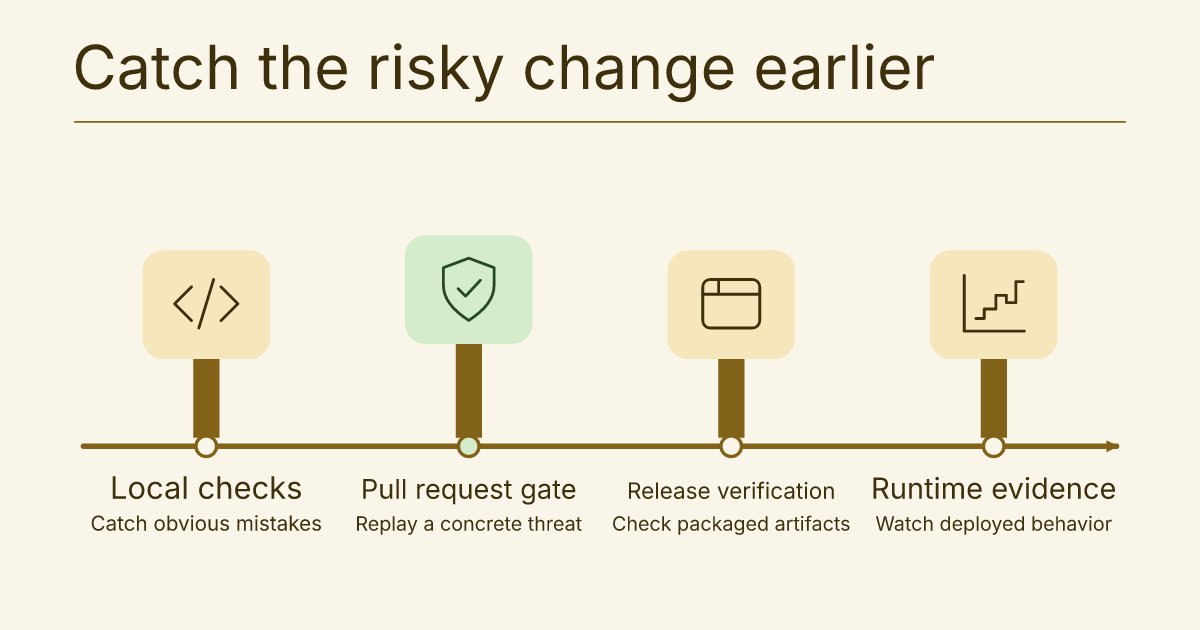 Catch the risky change earlier
Local checks
Catch obvious mistakes
Pull request gate
Replay a concrete threat
Release verification
Check packaged artifacts
Runtime evidence
Watch deployed behavior